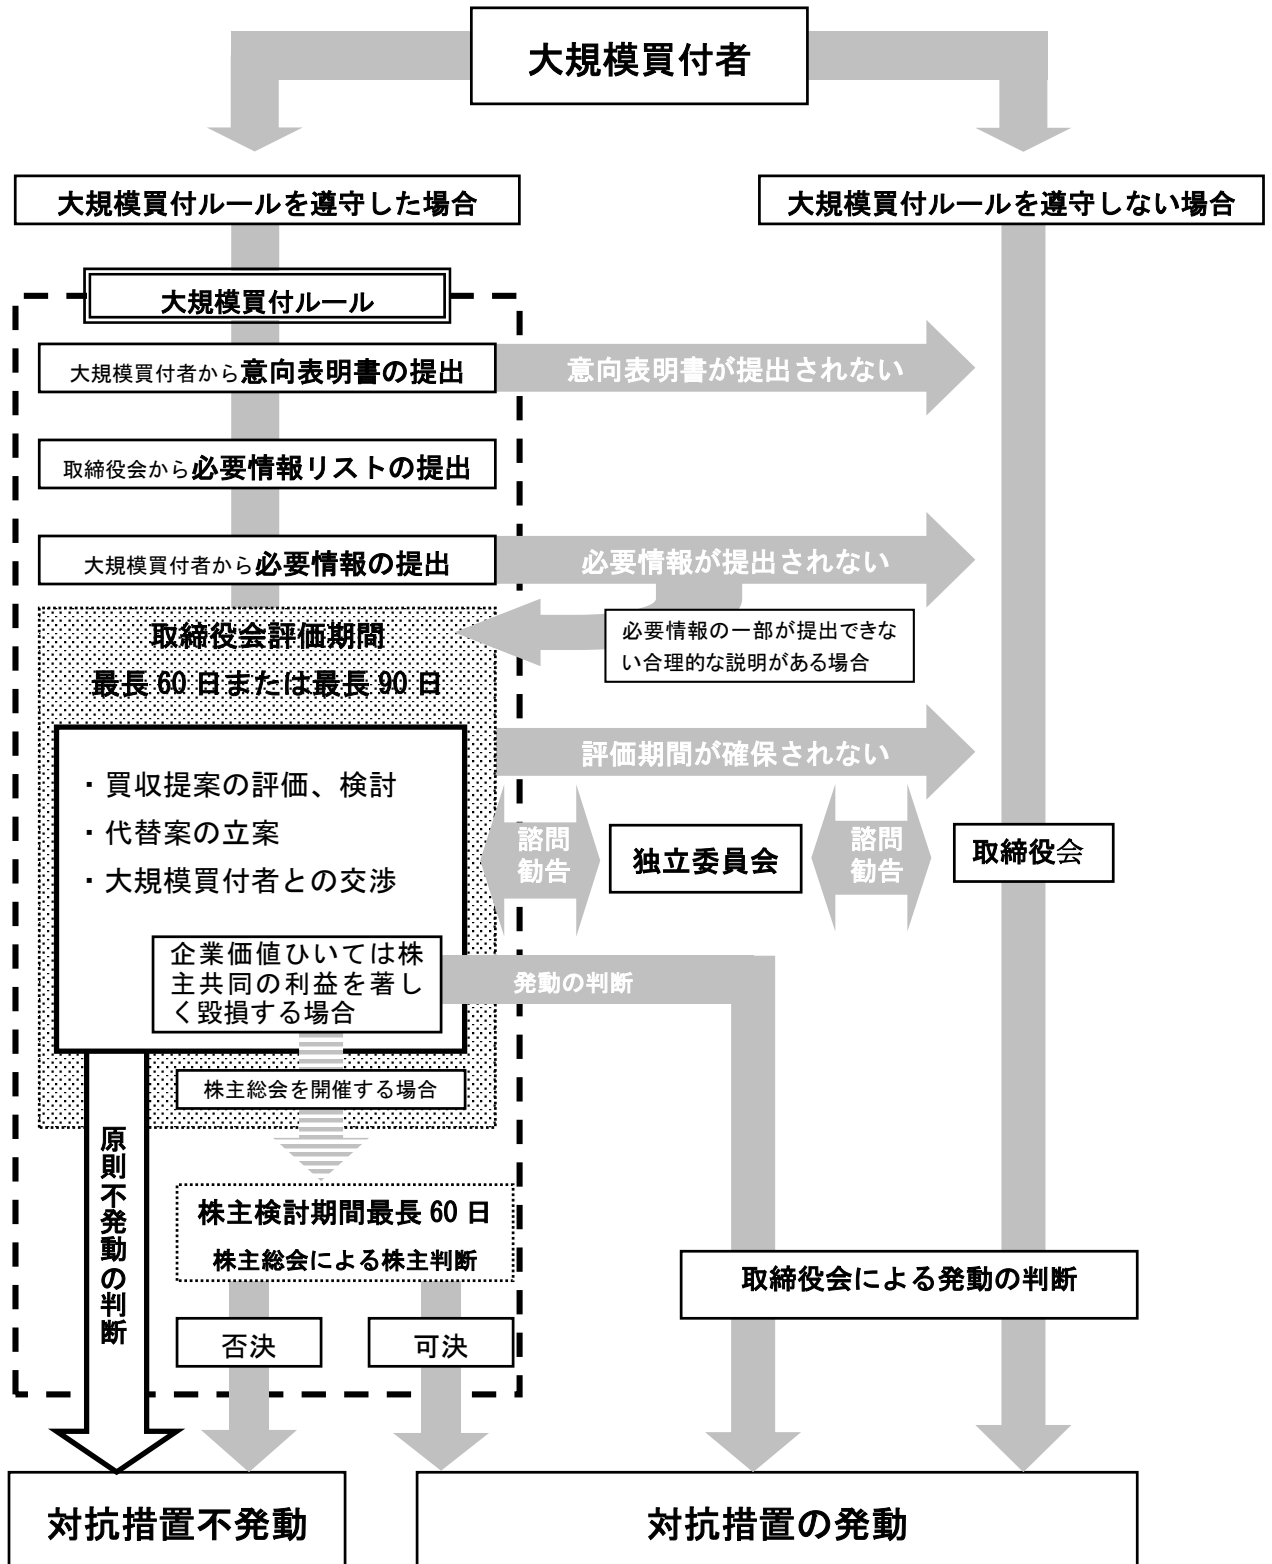 大規模買付者
大規模買付ルールを遵守した場合
大規模買付ルールを遵守しない場合
大規模買付ルール
大規模買付者から意向表明書の提出
意向表明書が提出されない
取締役会から必要情報リストの提出
大規模買付者から必要情報の提出
必要情報が提出されない
必要情報の一部が提出できな
い合理的な説明がある場合
取締役会評価期間
最長 60 日または最長 90 日
評価期間が確保されない
・買収提案の評価、検討
・代替案の立案
・大規模買付者との交渉
諮問
勧告
独立委員会
諮問
勧告
取締役会
企業価値ひいては株
主共同の利益を著し
く毀損する場合
発動の判断
株主総会を開催する場合
原則不発動の判断
株主検討期間最長 60 日
株主総会による株主判断
取締役会による発動の判断
否決
可決
対抗措置不発動
対抗措置の発動